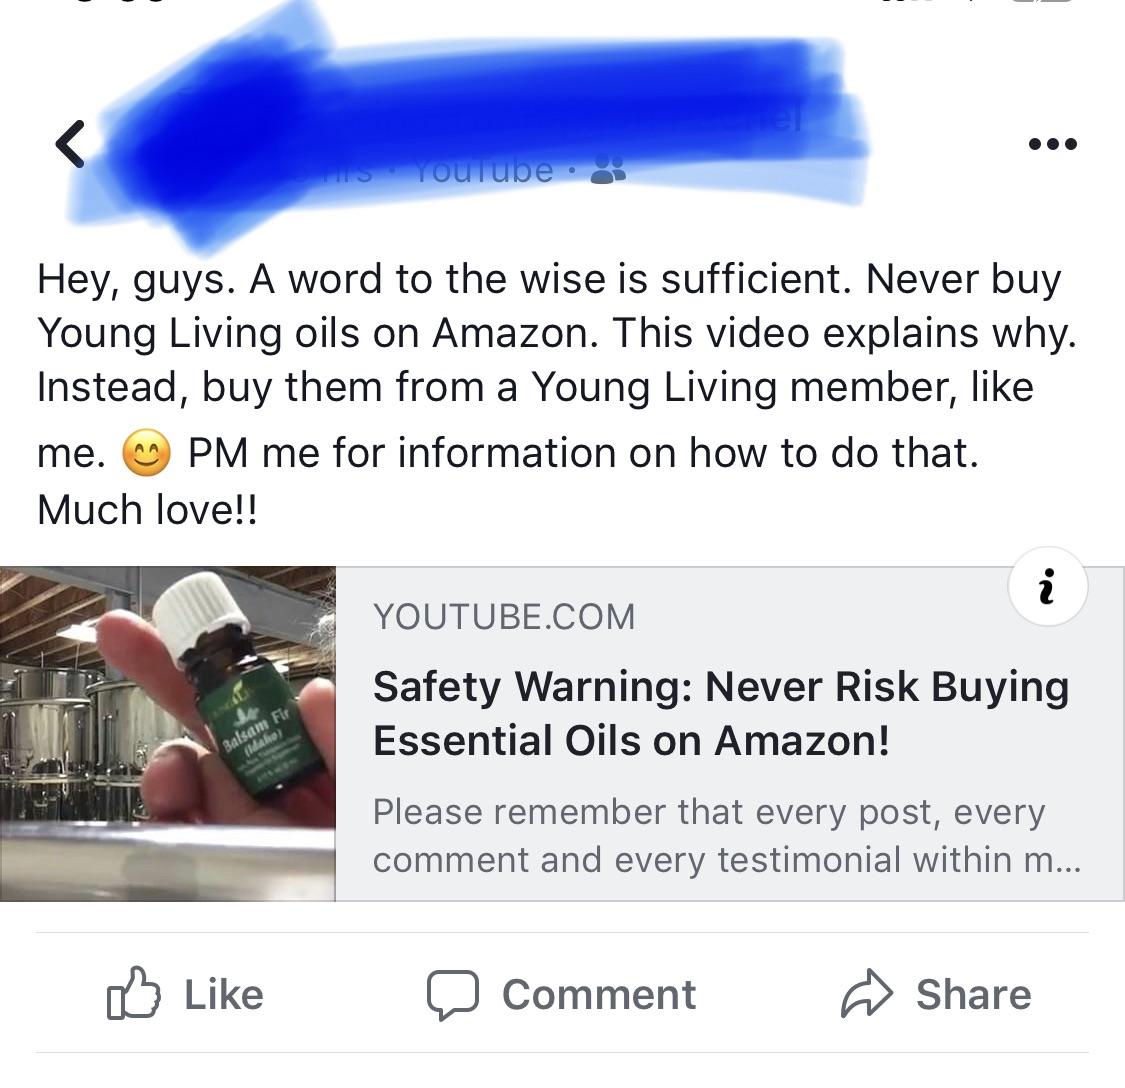 YouTube ·
Hey, guys. A word to the wise is sufficient. Never buy
Young Living oils on Amazon. This video explains why.
Instead, buy them from a Young Living member, like
me. 😊 PM me for information on how to do that.
Much love!!
i
YOUTUBE.COM
Safety Warning: Never Risk Buying
Essential Oils on Amazon!
Please remember that every post, every
comment and every testimonial within m...
Balsam Fir
(Idaho)
Like
Comment
Share